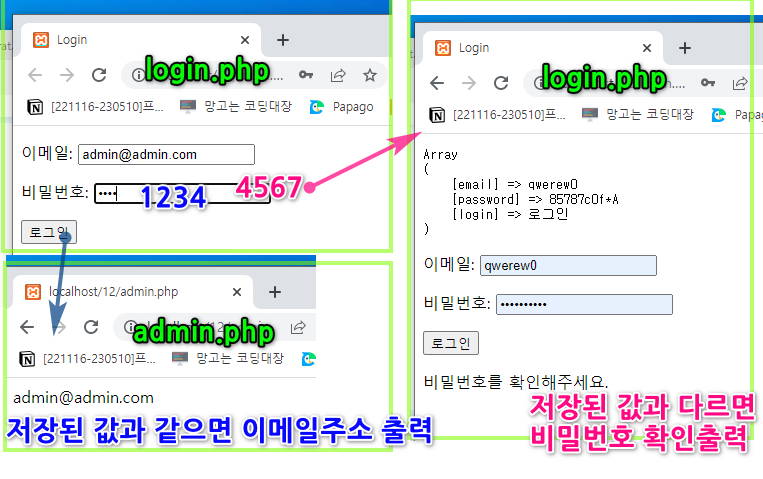 Login
login.php
[221116-230510]프...
망고는 코딩대장
Papago
이메일: admin@admin.com
비밀번호: ••••
1234
4567
로그인
localhost/12/admin.php
admin.php
[221116-230510]프...
망고는 코딩대장
admin@admin.com
저장된 값과 같으면 이메일주소 출력
Login
login.php
[221116-230510]프...
망고는 코딩대장
Papa
Array
(
[email] => qwerew0
[password] => 85787c0f*A
[login] => 로그인
)
이메일: qwerew0
비밀번호: ••••••••••
로그인
비밀번호를 확인해주세요.
저장된 값과 다르면
비밀번호 확인출력